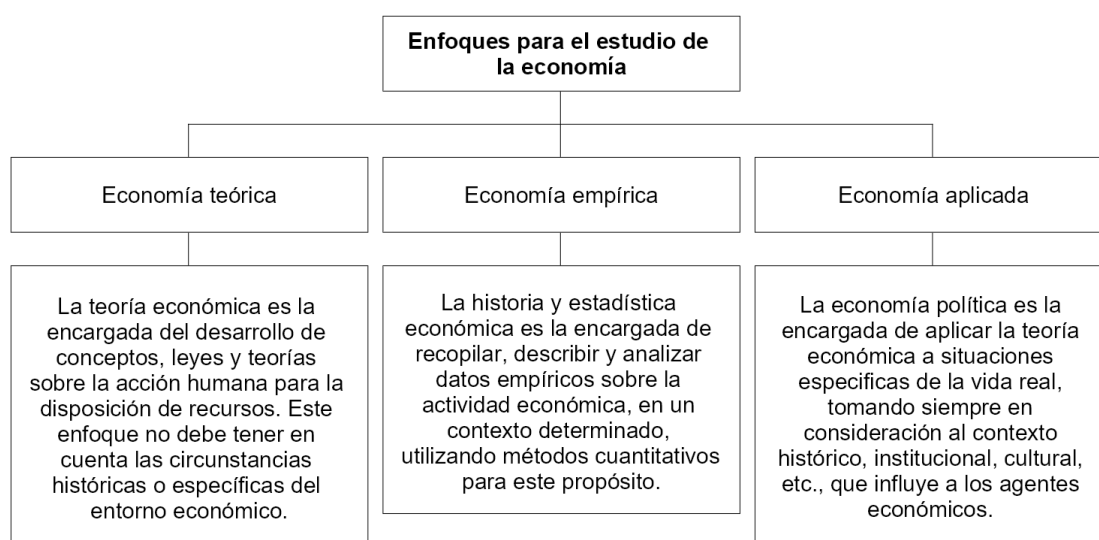 Enfoques para el estudio de
la economía
Economía teórica
Economía empírica
Economía aplicada
La teoría económica es la
encargada del desarrollo de
conceptos, leyes y teorías
sobre la acción humana para la
disposición de recursos. Este
enfoque no debe tener en
cuenta las circunstancias
históricas o específicas del
entorno económico.
La historia y estadística
económica es la encargada de
recopilar, describir y analizar
datos empíricos sobre la
actividad económica, en un
contexto determinado,
utilizando métodos cuantitativos
para este propósito.
La economía política es la
encargada de aplicar la teoría
económica a situaciones
especificas de la vida real,
tomando siempre en
consideración al contexto
histórico, institucional, cultural,
etc., que influye a los agentes
económicos.